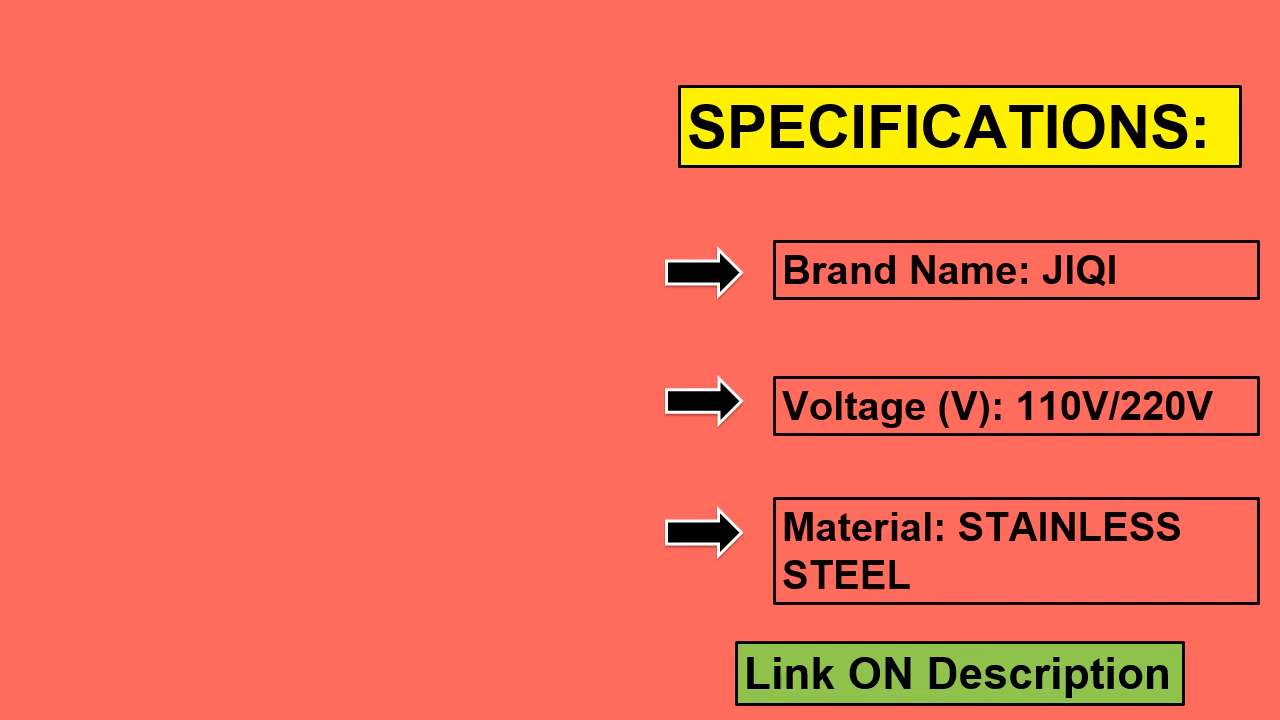 SPECIFICATIONS:
Brand Name: JIQI
Voltage (V): 110V/220V
Material: STAINLESS
STEEL
Link ON Description